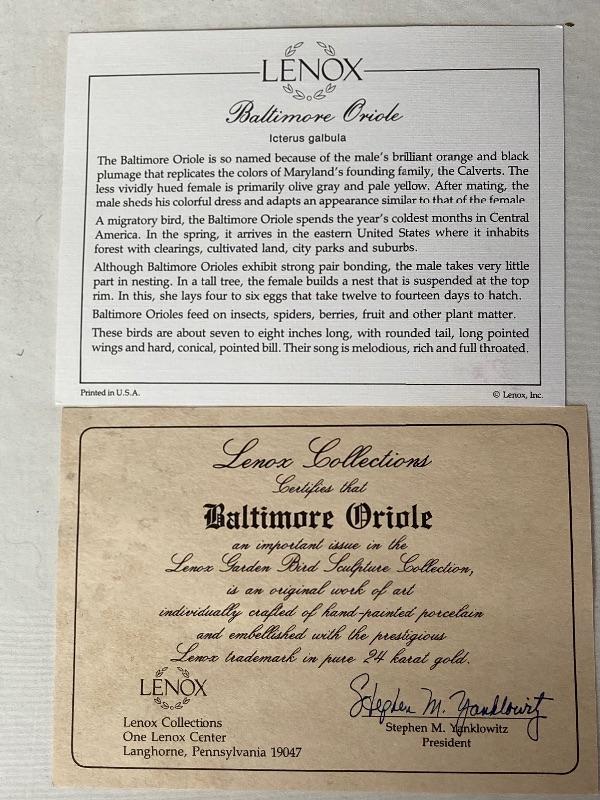 LENOX
Baltimore Oriole
Icterus galbula
The Baltimore Oriole is so named because of the male's brilliant orange and black
plumage that replicates the colors of Maryland's founding family, the Calverts. The
less vividly hued female is primarily olive gray and pale yellow. After mating, the
male sheds his colorful dress and adapts an appearance similar to that of the female.
A migratory bird, the Baltimore Oriole spends the year's coldest months in Central
America. In the spring, it arrives in the eastern United States where it inhabits
forest with clearings, cultivated land, city parks and suburbs.
Although Baltimore Orioles exhibit strong pair bonding, the male takes very little
part in nesting. In a tall tree, the female builds a nest that is suspended at the top
rim. In this, she lays four to six eggs that take twelve to fourteen days to hatch.
Baltimore Orioles feed on insects, spiders, berries, fruit and other plant matter.
These birds are about seven to eight inches long, with rounded tail, long pointed
wings and hard, conical, pointed bill. Their song is melodious, rich and full throated.
Printed in U.S.A.
© Lenox, Inc.
Lenox Collections
Certifies that
Baltimore Oriole
an important issue in the
Lenox Garden Bird Sculpture Collection,
is an original work of art
individually crafted of hand-painted porcelain
and embellished with the prestigious
Lenox trademark in pure 24 karat gold.
LENOX
Lenox Collections
One Lenox Center
Langhorne, Pennsylvania 19047
Stephen M. Yanklowitz
Stephen M. Yanklowitz
President